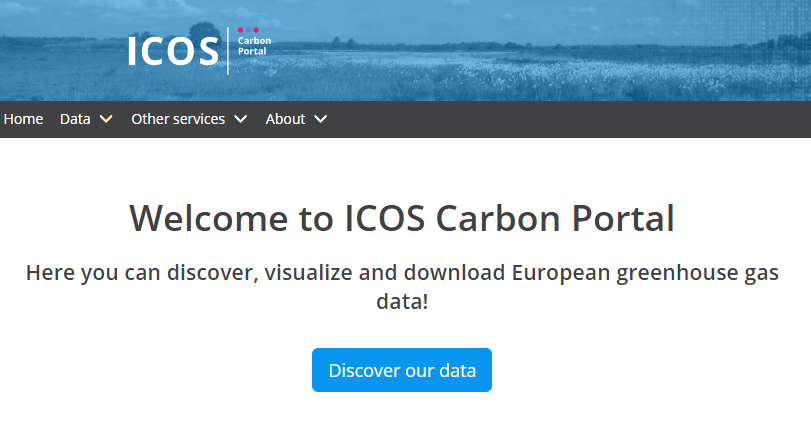 ICOS
Carbon
Portal
Home Data Other services About
Welcome to ICOS Carbon Portal
Here you can discover, visualize and download European greenhouse gas
data!
Discover our data